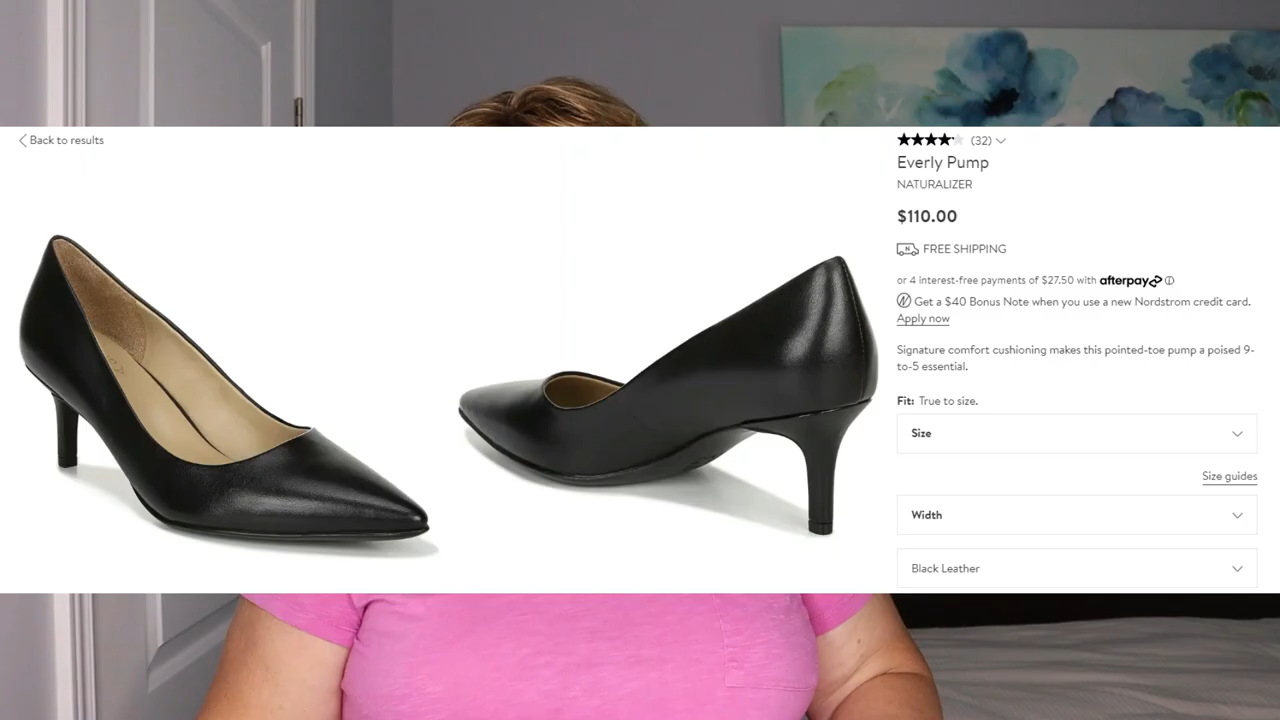 Back to results
(32)
Everly Pump
NATURALIZER
$110.00
FREE SHIPPING
or 4 interest-free payments of $27.50 with afterpay
Get a $40 Bonus Note when you use a new Nordstrom credit card.
Apply now
Signature comfort cushioning makes this pointed-toe pump a poised 9-
to-5 essential.
Fit: True to size.
Size
Size guides
Width
Black Leather